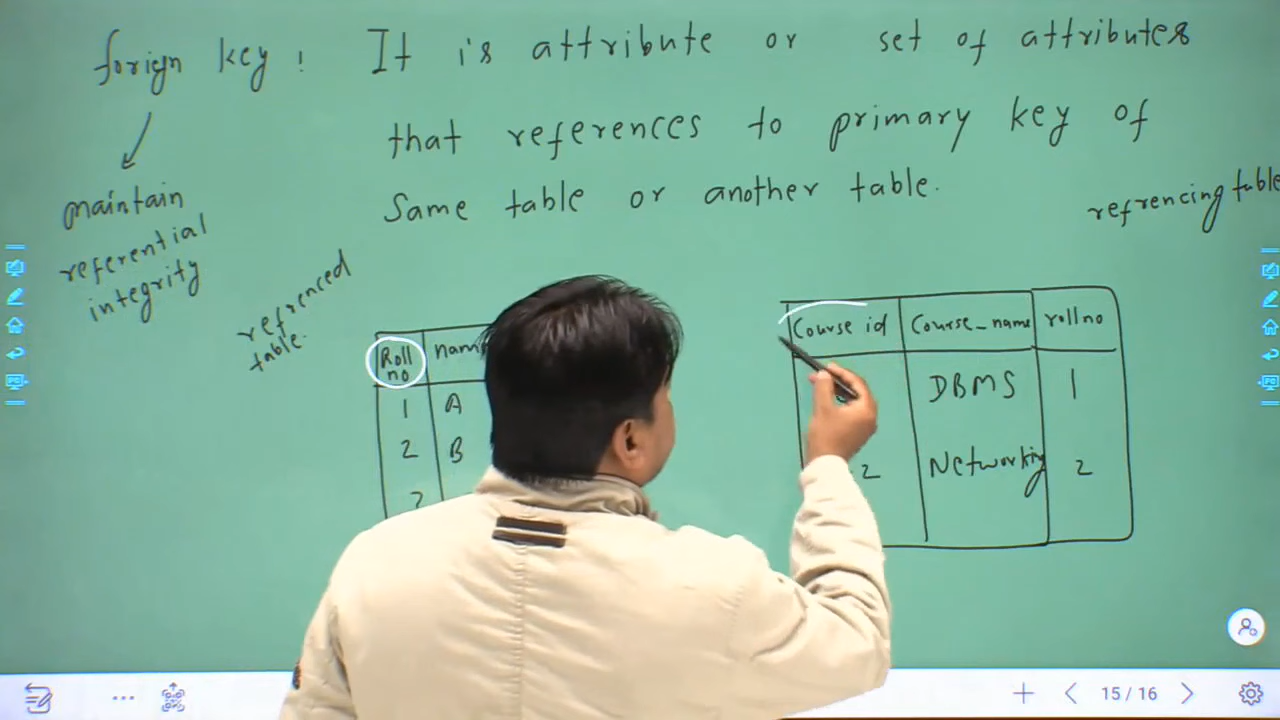 forign key : It is attribute or set of attributes
that references to primary key of
Same table or another table.
maintain
referential
integrity
refrenced
table.
refrencing table
Roll
no
1 A
2 B
Course id Course_name rollno
DBMS 1
2 Networking 2
15 / 16